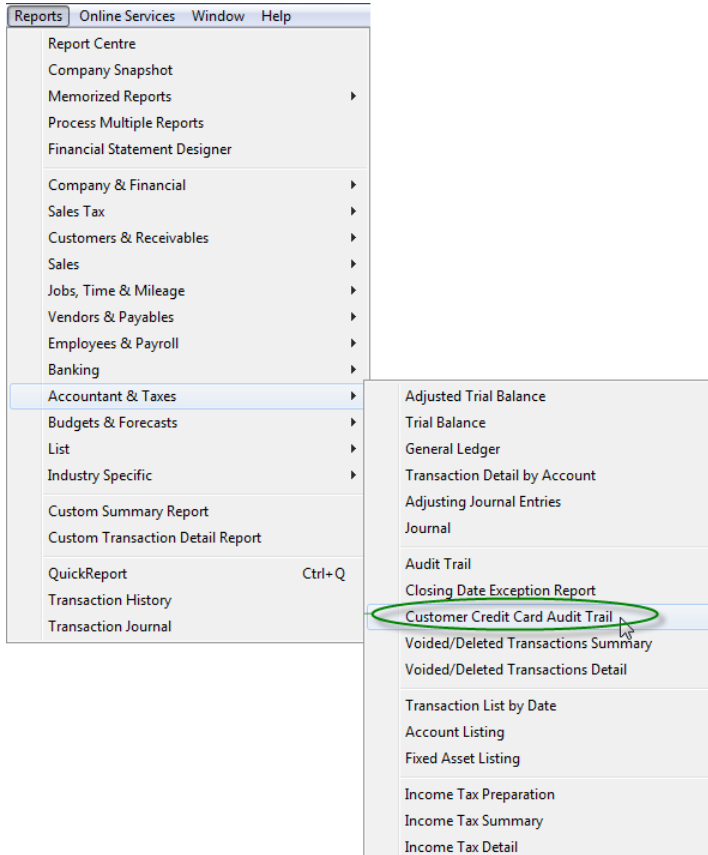 Reports Online Services Window Help
Report Centre
Company Snapshot
Memorized Reports
Process Multiple Reports
Financial Statement Designer
Company & Financial
Sales Tax
Customers & Receivables
Sales
Jobs, Time & Mileage
Vendors & Payables
Employees & Payroll
Banking
Accountant & Taxes
Budgets & Forecasts
List
Industry Specific
Custom Summary Report
Custom Transaction Detail Report
QuickReport Ctrl+Q
Transaction History
Transaction Journal
Adjusted Trial Balance
Trial Balance
General Ledger
Transaction Detail by Account
Adjusting Journal Entries
Journal
Audit Trail
Closing Date Exception Report
Customer Credit Card Audit Trail
Voided/Deleted Transactions Summary
Voided/Deleted Transactions Detail
Transaction List by Date
Account Listing
Fixed Asset Listing
Income Tax Preparation
Income Tax Summary
Income Tax Detail